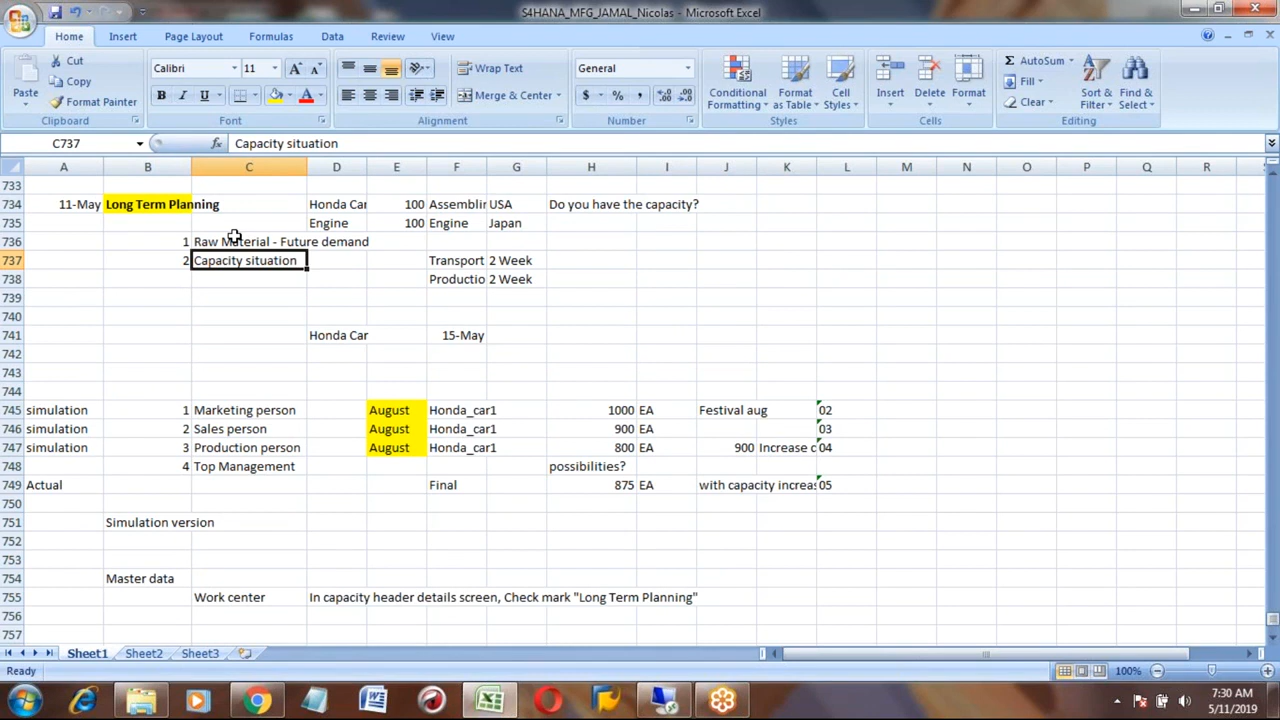 S4HANA_MFG_JAMAL_Nicolas - Microsoft Excel
Home Insert Page Layout Formulas Data Review View
Paste
Cut
Copy
Format Painter
Clipboard
Calibri 11
B I U
Font
Wrap Text
Merge & Center
Alignment
General
$ % ,
Number
Conditional Formatting
Format as Table
Cell Styles
Styles
Insert Delete Format
Cells
Σ AutoSum
Fill
Clear
Sort & Filter
Find & Select
Editing
C737 fx Capacity situation
A B C D E F G H I J K L M N O P Q R
733
734 11-May Long Term Planning Honda Car 100 Assemblin USA Do you have the capacity?
735 Engine 100 Engine Japan
736 1 Raw Material - Future demand
737 2 Capacity situation Transport 2 Week
738 Productio 2 Week
739
740
741 Honda Car 15-May
742
743
744
745 simulation 1 Marketing person August Honda_car1 1000 EA Festival aug 02
746 simulation 2 Sales person August Honda_car1 900 EA 03
747 simulation 3 Production person August Honda_car1 800 EA 900 Increase c 04
748 4 Top Management possibilities?
749 Actual Final 875 EA with capacity increas 05
750
751 Simulation version
752
753
754 Master data
755 Work center In capacity header details screen, Check mark "Long Term Planning"
756
757
Sheet1 Sheet2 Sheet3
Ready 100%
7:30 AM
5/11/2019